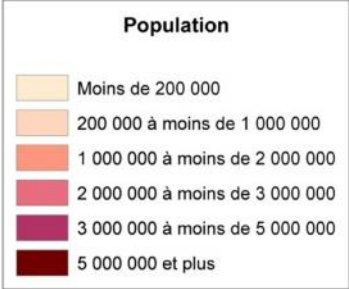 Population
Moins de 200 000
200 000 à moins de 1 000 000
1 000 000 à moins de 2 000 000
2 000 000 à moins de 3 000 000
3 000 000 à moins de 5 000 000
5 000 000 et plus